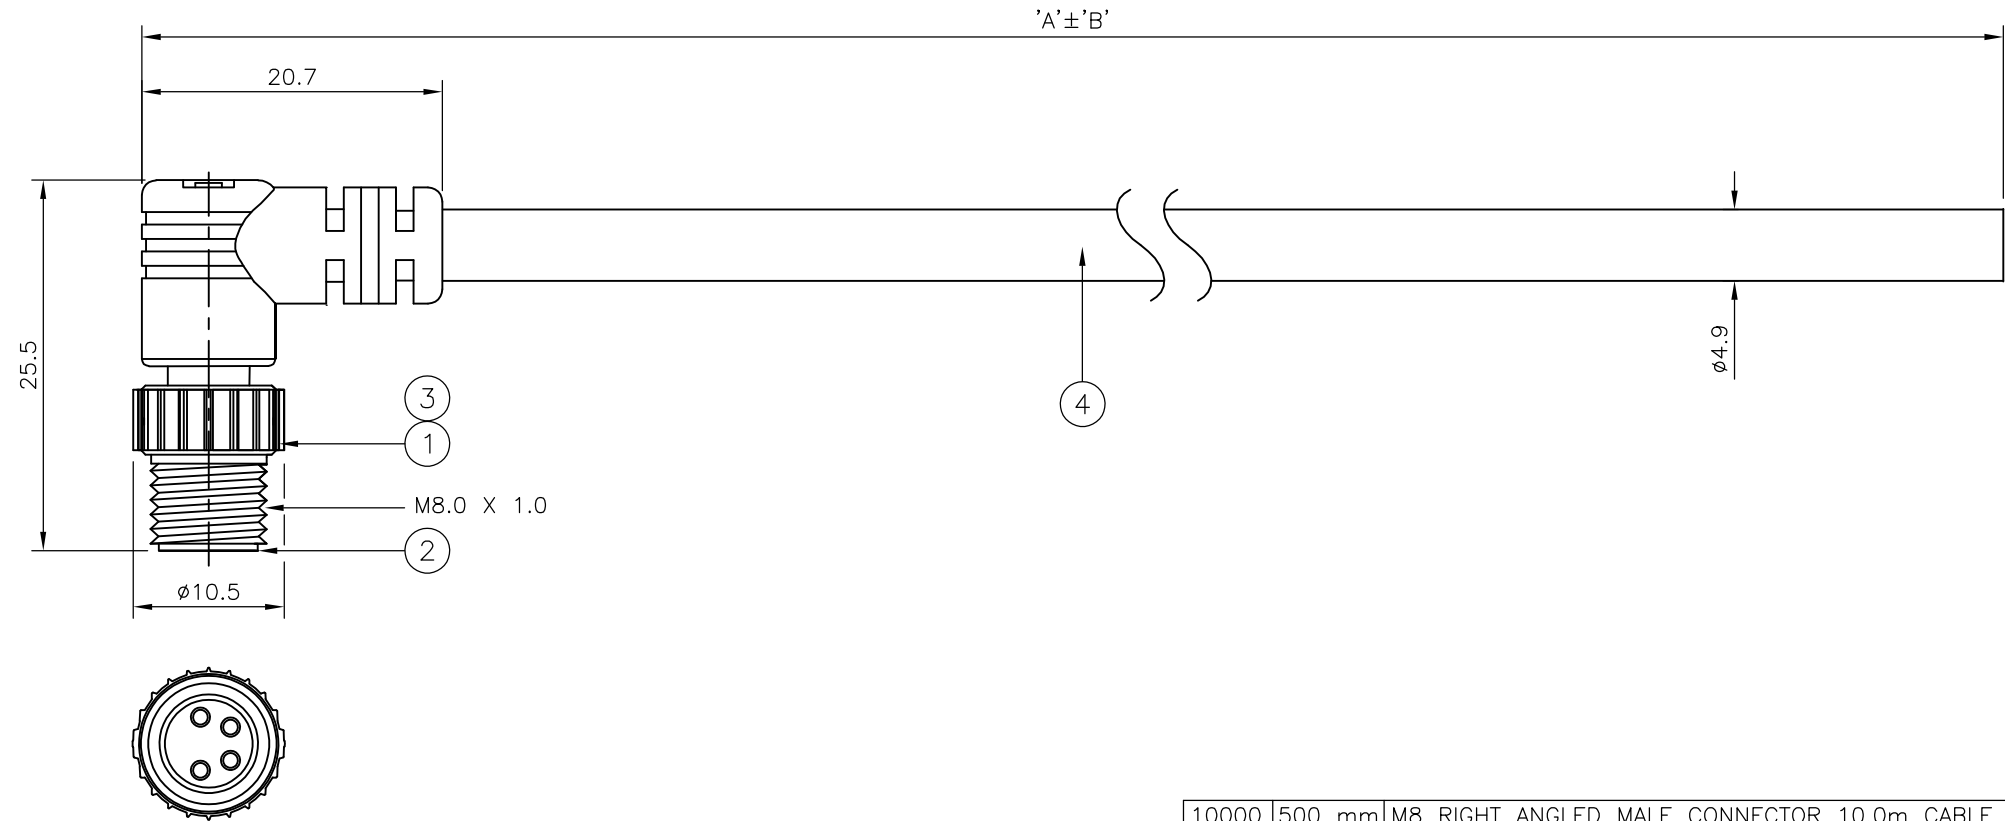 'A'±'B'
20.7
25.5
ø4.9
3
4
1
M8.0 X 1.0
2
ø10.5
10000 500 mm M8 RIGHT ANGLED MALE CONNECTOR 10.0m CABLE